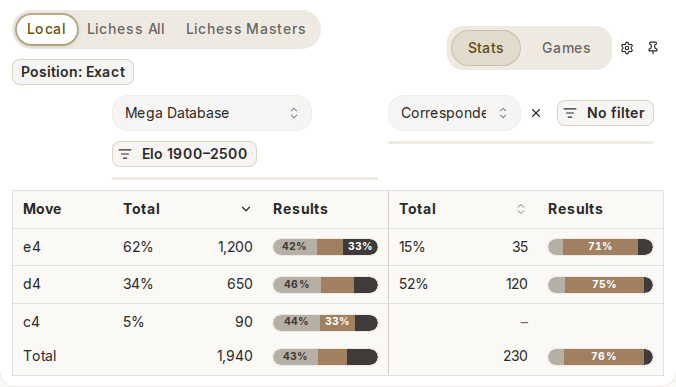 Local Lichess All Lichess Masters
Stats Games
Position: Exact
Mega Database
Corresponde
No filter
Elo 1900–2500
Move Total Results Total Results
e4 62% 1,200 42% 33% 15% 35 71%
d4 34% 650 46% 52% 120 75%
c4 5% 90 44% 33% –
Total 1,940 43% 230 76%